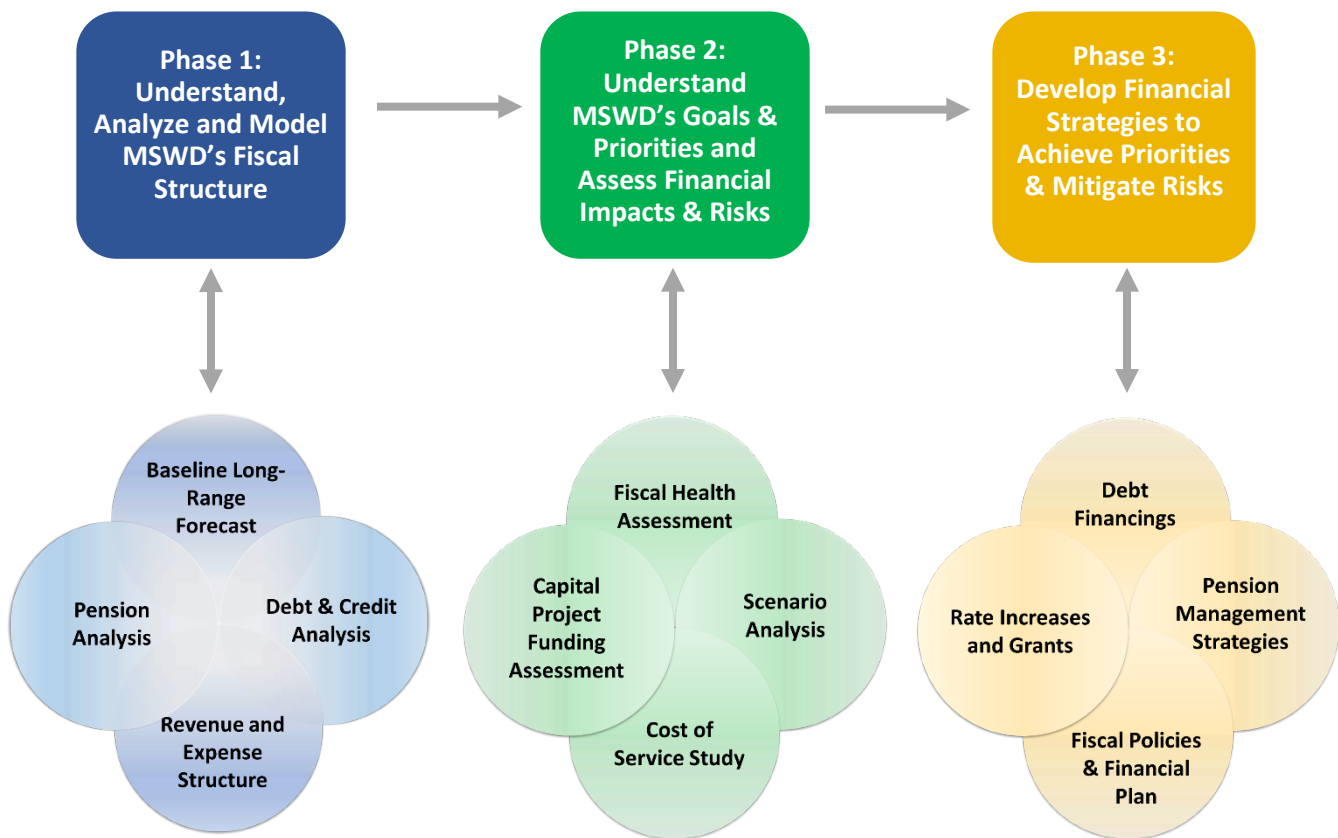 Phase 1:
Understand,
Analyze and Model
MSWD’s Fiscal
Structure
Phase 2:
Understand
MSWD’s Goals &
Priorities and
Assess Financial
Impacts & Risks
Phase 3:
Develop Financial
Strategies to
Achieve Priorities
& Mitigate Risks
Baseline Long-
Range
Forecast
Pension
Analysis
Debt & Credit
Analysis
Revenue and
Expense
Structure
Fiscal Health
Assessment
Capital
Project
Funding
Assessment
Scenario
Analysis
Cost of
Service Study
Debt
Financings
Rate Increases
and Grants
Pension
Management
Strategies
Fiscal Policies
& Financial
Plan